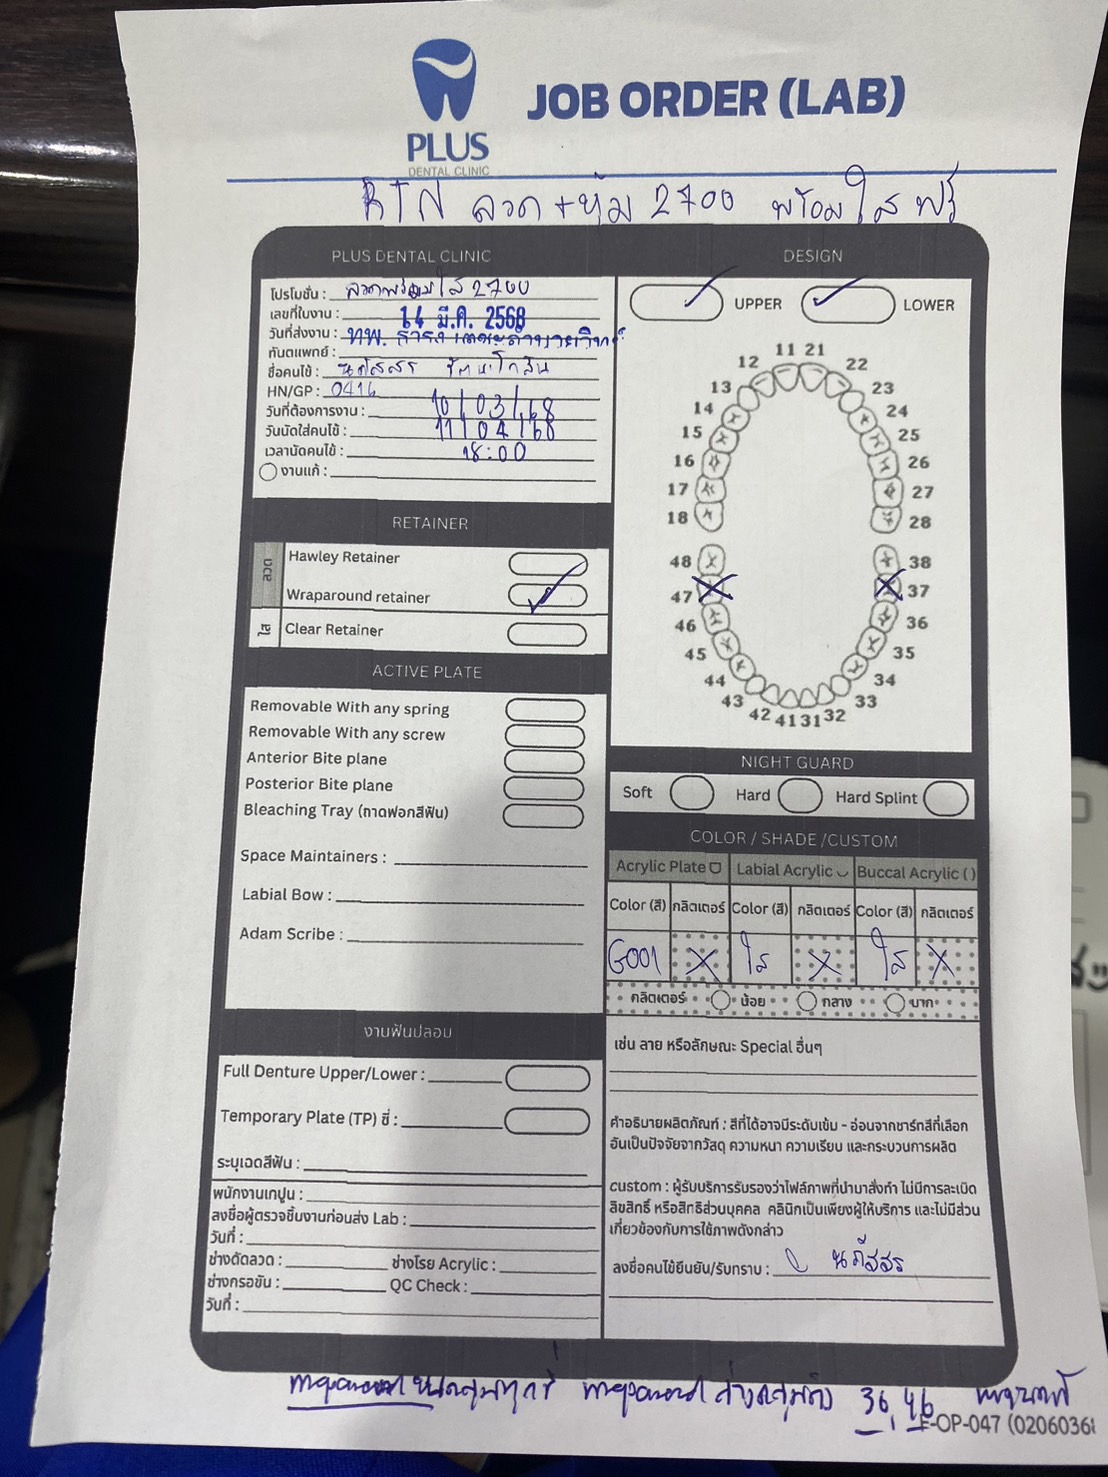 PLUS
DENTAL CLINIC
JOB ORDER (LAB)
RTN ลวด +หุ้ม 2700 พร้อมใสฟรี
PLUS DENTAL CLINIC
โปรโมชั่น : ลวดพร้อมใส 2700
เลขที่ใบงาน :
วันที่ส่งงาน : 14 มี.ค. 2568
ทันตแพทย์ : ทพ.
ชื่อคนไข้ : นภัสสร
HN/GP : 0416
วันที่ต้องการงาน : 10/03/68
วันนัดใส่คนไข้ : 11/04/68
เวลานัดคนไข้ : 18:00
งานแก้ :
DESIGN
UPPER
LOWER
11 21
12 22
13 23
14 24
15 25
16 26
17 27
18 28
48 38
47 37
46 36
45 35
44 34
43 33
42 41 31 32
RETAINER
ลวด
Hawley Retainer
Wraparound retainer
ใส
Clear Retainer
ACTIVE PLATE
Removable With any spring
Removable With any screw
Anterior Bite plane
Posterior Bite plane
Bleaching Tray (ถาดฟอกสีฟัน)
Space Maintainers :
Labial Bow :
Adam Scribe :
NIGHT GUARD
Soft Hard Hard Splint
COLOR / SHADE /CUSTOM
Acrylic Plate Labial Acrylic Buccal Acrylic ( )
Color (สี) กลิตเตอร์ Color (สี) กลิตเตอร์ Color (สี) กลิตเตอร์
G001 X ใส X ใส X
กลิตเตอร์ น้อย กลาง มาก
เช่น ลาย หรือลักษณะ Special อื่นๆ
งานฟันปลอม
Full Denture Upper/Lower :
Temporary Plate (TP) ซี่ :
ระบุเฉดสีฟัน :
พนักงานเทปูน :
ลงชื่อผู้ตรวจชิ้นงานก่อนส่ง Lab :
วันที่ :
ช่างดัดลวด : ช่างโรย Acrylic :
ช่างกรอขัน : QC Check :
วันที่ :
คำอธิบายผลิตภัณฑ์ : สีที่ได้อาจมีระดับเข้ม - อ่อนจากชาร์ทสีที่เลือก
อันเป็นปัจจัยจากวัสดุ ความหนา ความเรียบ และกระบวนการผลิต
custom : ผู้รับบริการรับรองว่าไฟล์ภาพที่นำมาสั่งทำ ไม่มีการละเมิด
ลิขสิทธิ์ หรือสิทธิส่วนบุคคล คลินิกเป็นเพียงผู้ให้บริการ และไม่มีส่วน
เกี่ยวข้องกับการใช้ภาพดังกล่าว
ลงชื่อคนไข้ยืนยัน/รับทราบ : นภัสสร
36, 46
F-OP-047 (0206036